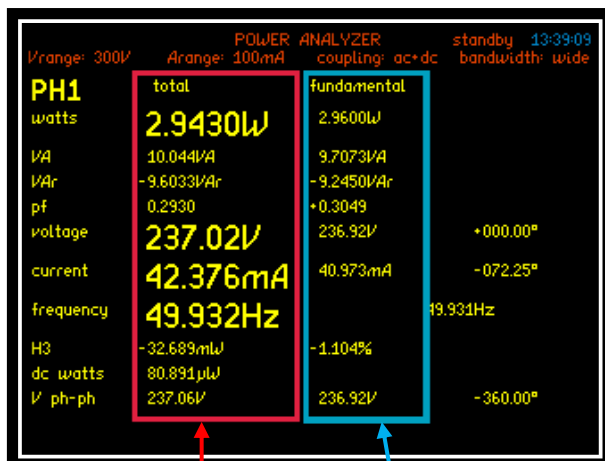 POWER ANALYZER standby 13:39:09
Vrange: 300V Arange: 100mA coupling: ac+dc bandwidth: wide
PH1 total fundamental
watts 2.9430W 2.9600W
VA 10.044VA 9.7073VA
VAr -9.6033VAr -9.2450VAr
pf 0.2930 +0.3049
voltage 237.02V 236.92V +000.00°
current 42.376mA 40.973mA -072.25°
frequency 49.932Hz 49.931Hz
H3 -32.689mW -1.104%
dc watts 80.891µW
V ph-ph 237.06V 236.92V -360.00°